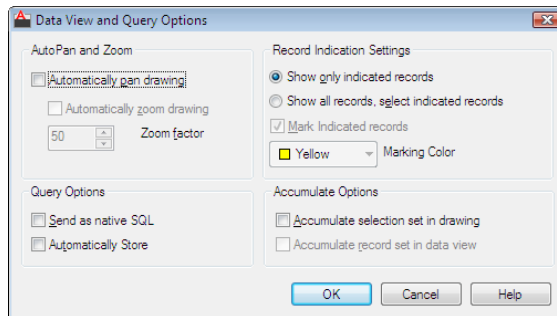 Data View and Query Options
AutoPan and Zoom
Automatically pan drawing
Automatically zoom drawing
50 Zoom factor
Record Indication Settings
Show only indicated records
Show all records, select indicated records
Mark Indicated records
Yellow Marking Color
Query Options
Send as native SQL
Automatically Store
Accumulate Options
Accumulate selection set in drawing
Accumulate record set in data view
OK Cancel Help